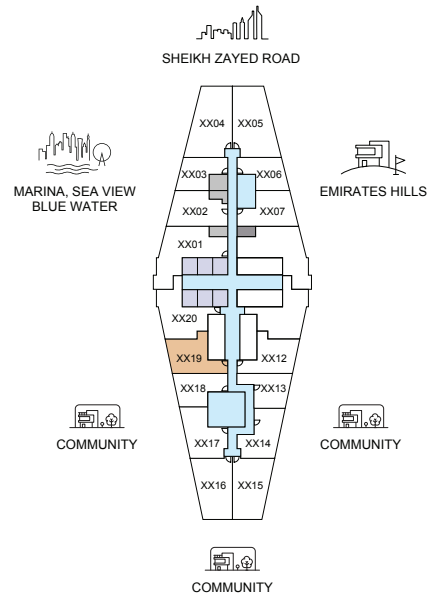 SHEIKH ZAYED ROAD
XX04
XX05
XX03
XX06
MARINA, SEA VIEW
BLUE WATER
EMIRATES HILLS
XX02
XX07
XX01
XX20
XX19
XX12
XX18
XX13
COMMUNITY
COMMUNITY
XX17
XX14
XX16
XX15
COMMUNITY